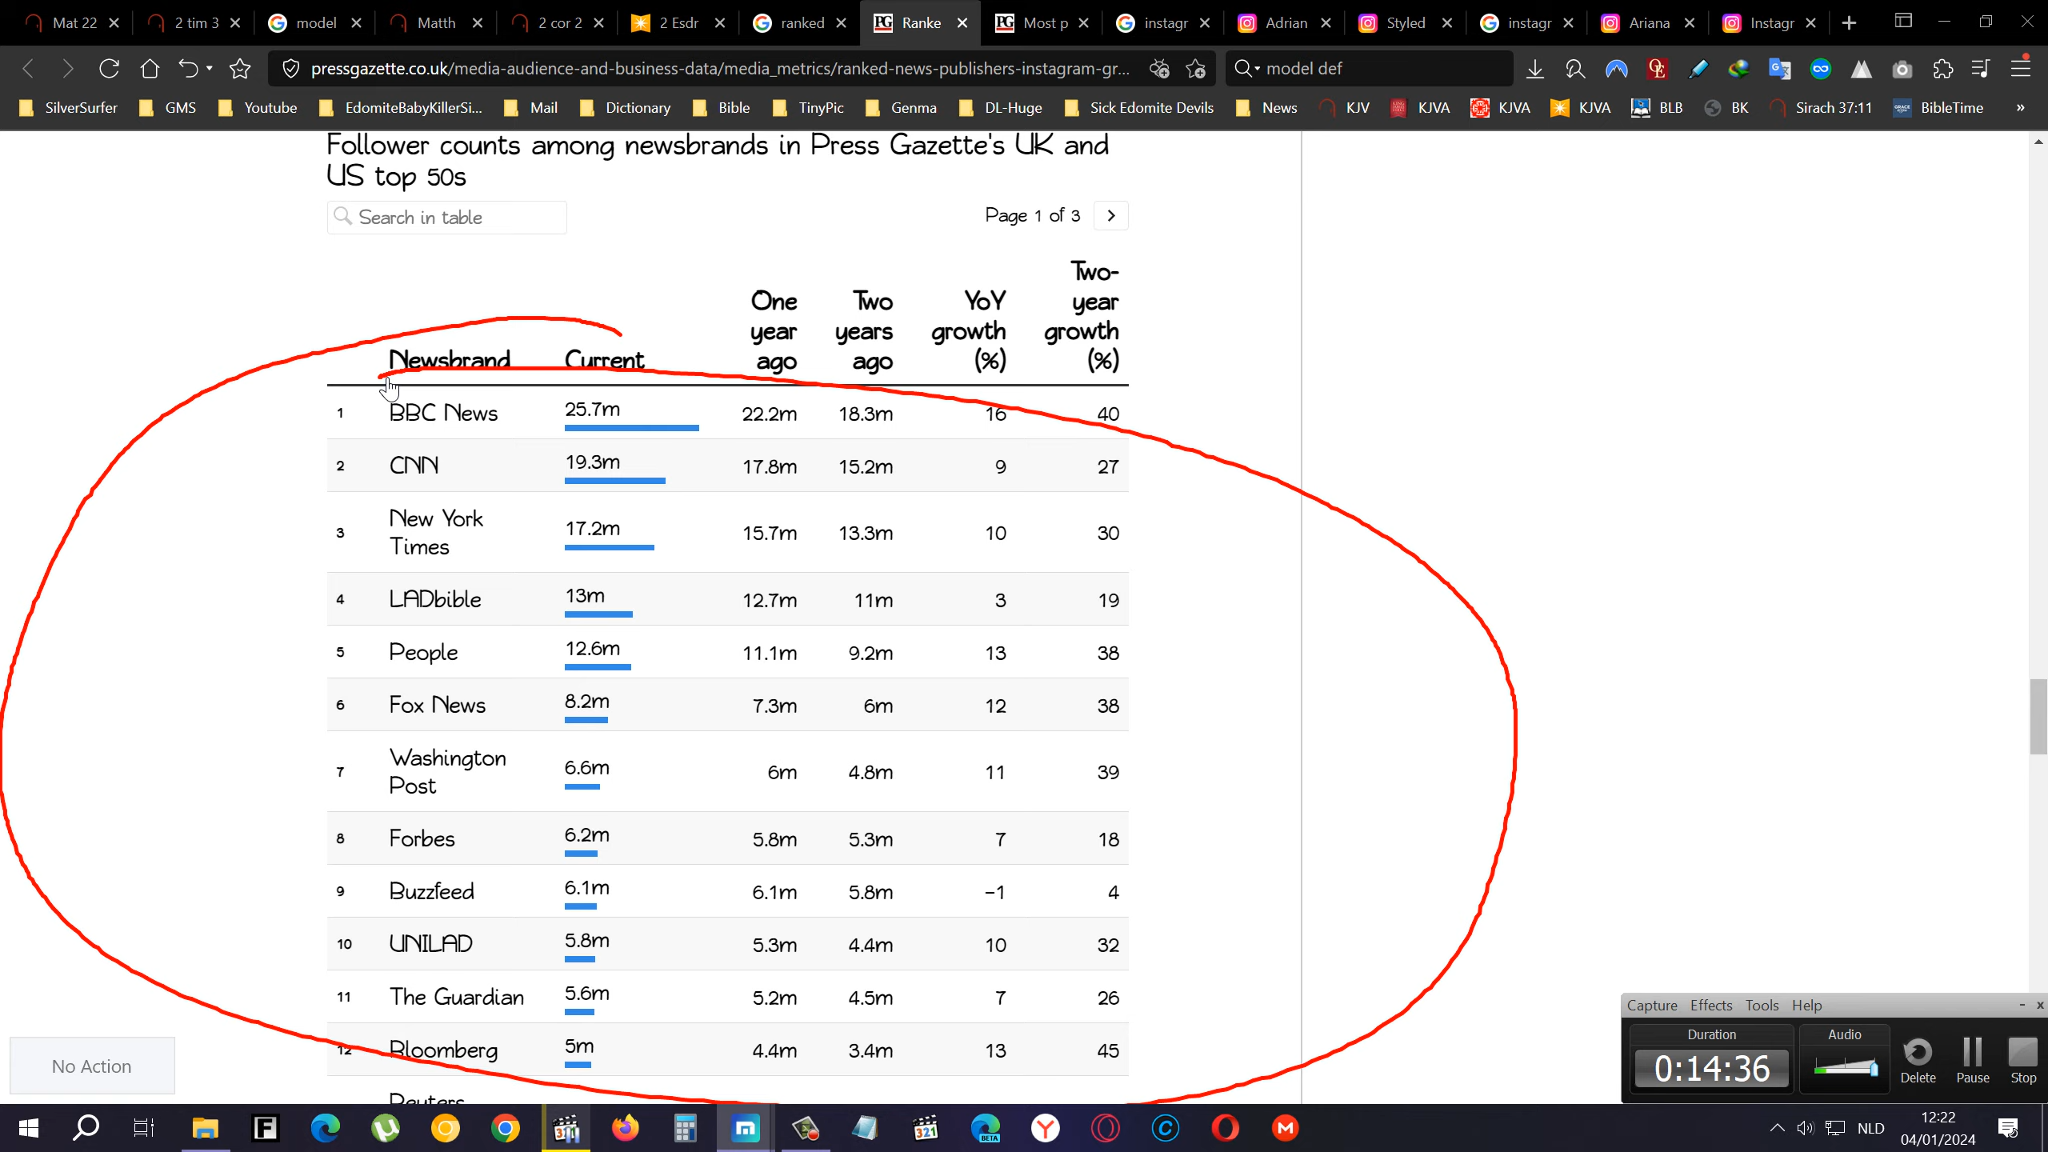 Mat 22
2 tim 3
model
Matth
2 cor 2
2 Esdr
ranked
Ranke
Most p
instagr
Adrian
Styled
instagr
Ariana
Instagr
pressgazette.co.uk/media-audience-and-business-data/media_metrics/ranked-news-publishers-instagram-gr...
model def
SilverSurfer
GMS
Youtube
EdomiteBabyKillerSi...
Mail
Dictionary
Bible
TinyPic
Genma
DL-Huge
Sick Edomite Devils
News
KJV
KJVA
KJVA
KJVA
BLB
BK
Sirach 37:11
BibleTime
Follower counts among newsbrands in Press Gazette's UK and
US top 50s
Search in table
Page 1 of 3
Newsbrand Current One year ago Two years ago YoY growth (%) Two-year growth (%)
1 BBC News 25.7m 22.2m 18.3m 16 40
2 CNN 19.3m 17.8m 15.2m 9 27
3 New York Times 17.2m 15.7m 13.3m 10 30
4 LADbible 13m 12.7m 11m 3 19
5 People 12.6m 11.1m 9.2m 13 38
6 Fox News 8.2m 7.3m 6m 12 38
7 Washington Post 6.6m 6m 4.8m 11 39
8 Forbes 6.2m 5.8m 5.3m 7 18
9 Buzzfeed 6.1m 6.1m 5.8m −1 4
10 UNILAD 5.8m 5.3m 4.4m 10 32
11 The Guardian 5.6m 5.2m 4.5m 7 26
12 Bloomberg 5m 4.4m 3.4m 13 45
Reuters
No Action
Capture Effects Tools Help
Duration
0:14:36
Audio
Delete
Pause
Stop
NLD
12:22
04/01/2024